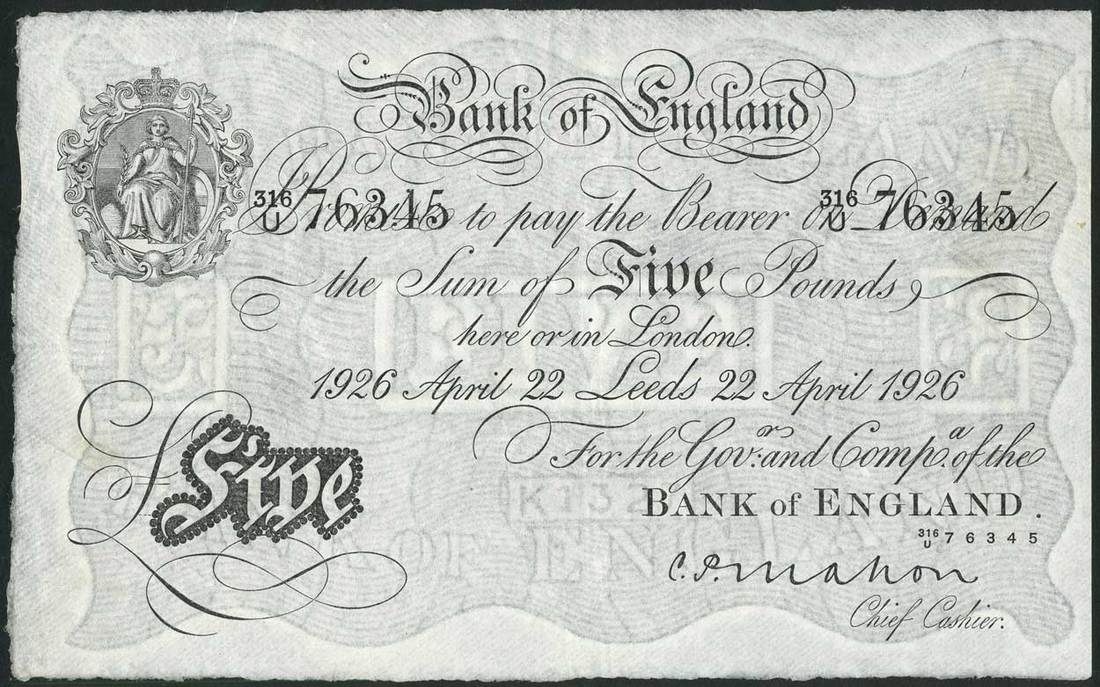 Bank of England
316/U 76345 316/U 76345
I Promise to pay the Bearer on Demand
the Sum of Five Pounds,
here or in London.
1926 April 22 Leeds 22 April 1926
For the Govr. and Compa. of the
BANK of ENGLAND.
316/U 76345
£Five
C.P. Mahon
Chief Cashier.